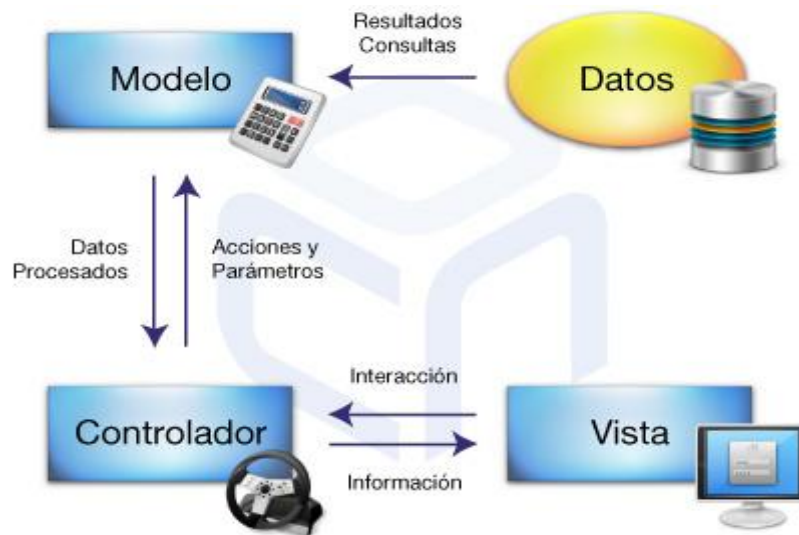 Modelo
Resultados
Consultas
Datos
Datos
Procesados
Acciones y
Parámetros
Controlador
Interacción
Información
Vista